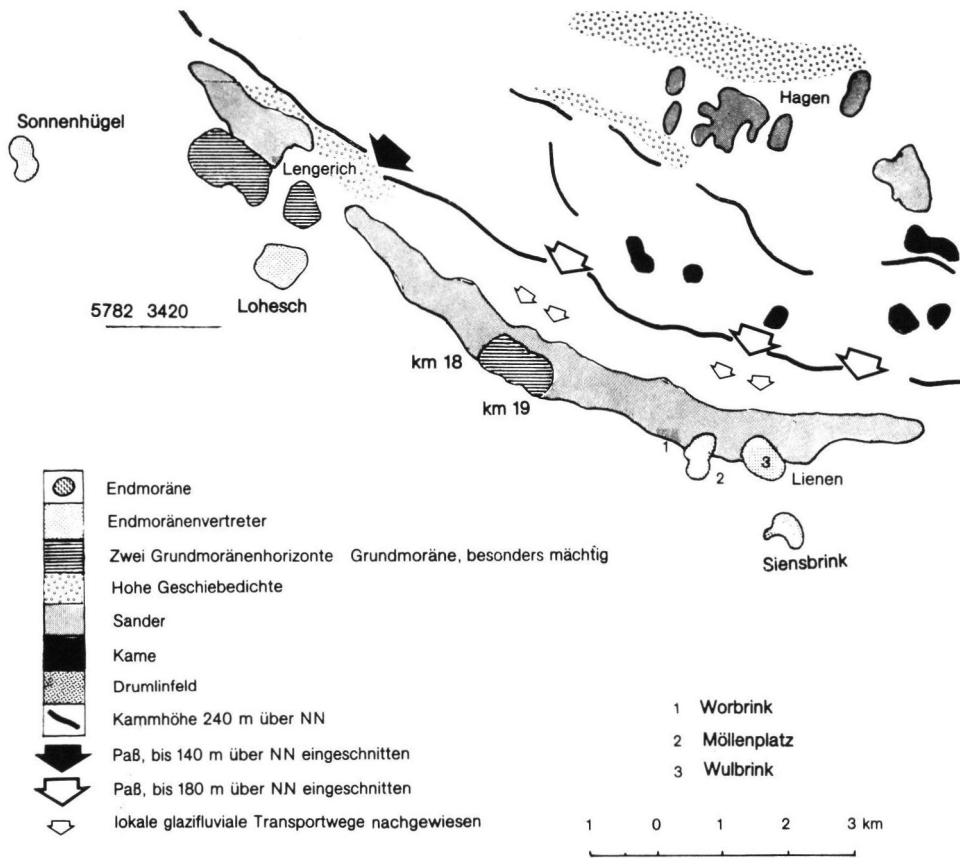 Hagen
Sonnenhügel
Lengerich
Lohesch
5782 3420
km 18
km 19
1
2
3
Lienen
Siensbrink
Endmoräne
Endmoränenvertreter
Zwei Grundmoränenhorizonte Grundmoräne, besonders mächtig
Hohe Geschiebedichte
Sander
Kame
Drumlinfeld
Kammhöhe 240 m über NN
Paß, bis 140 m über NN eingeschnitten
Paß, bis 180 m über NN eingeschnitten
lokale glazifluviale Transportwege nachgewiesen
1 Worbrink
2 Möllenplatz
3 Wulbrink
1 0 1 2 3 km